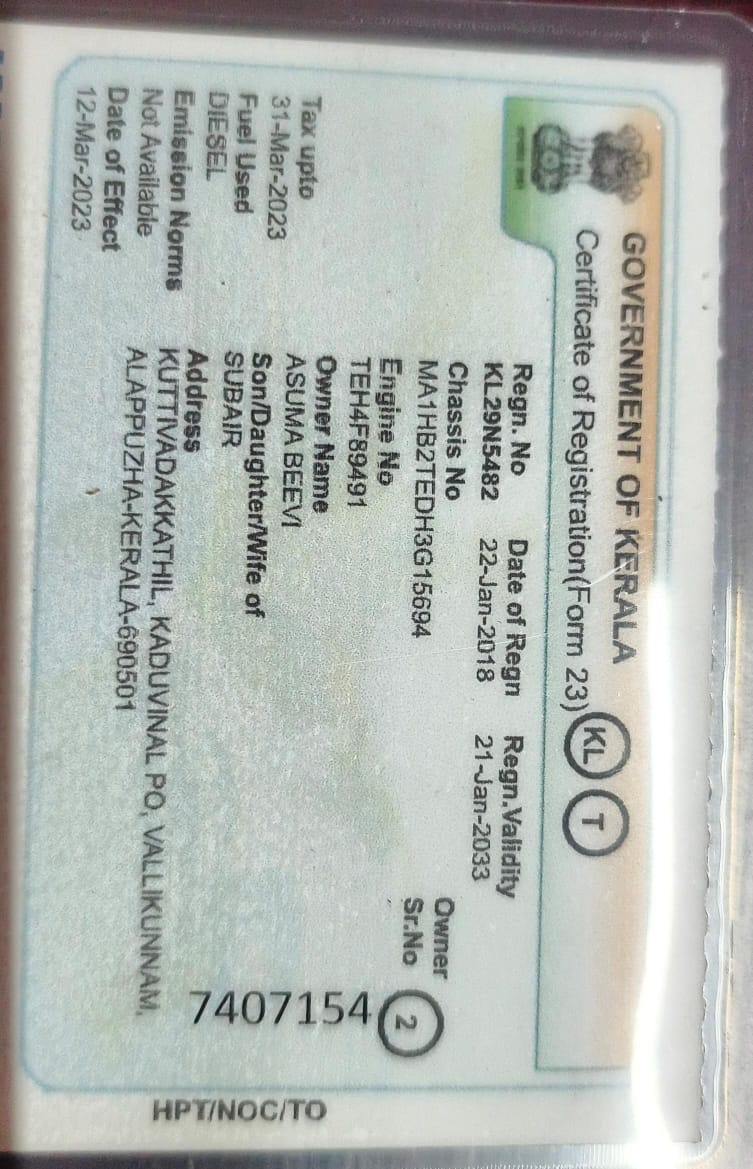 GOVERNMENT OF KERALA
Certificate of Registration(Form 23) KL T
Regn. No Date of Regn Regn.Validity
KL29N5482 22-Jan-2018 21-Jan-2033
Chassis No
MA1HB2TEDH3G15694
Owner
Sr.No 2
Engine No
TEH4F89491
Owner Name
ASUMA BEEVI
Son/Daughter/Wife of
SUBAIR
Address
KUTTIVADAKKATHIL, KADUVINAL PO, VALLIKUNNAM,
ALAPPUZHA-KERALA-690501
Tax upto
31-Mar-2023
Fuel Used
DIESEL
Emission Norms
Not Available
Date of Effect
12-Mar-2023
7407154
HPT/NOC/TO